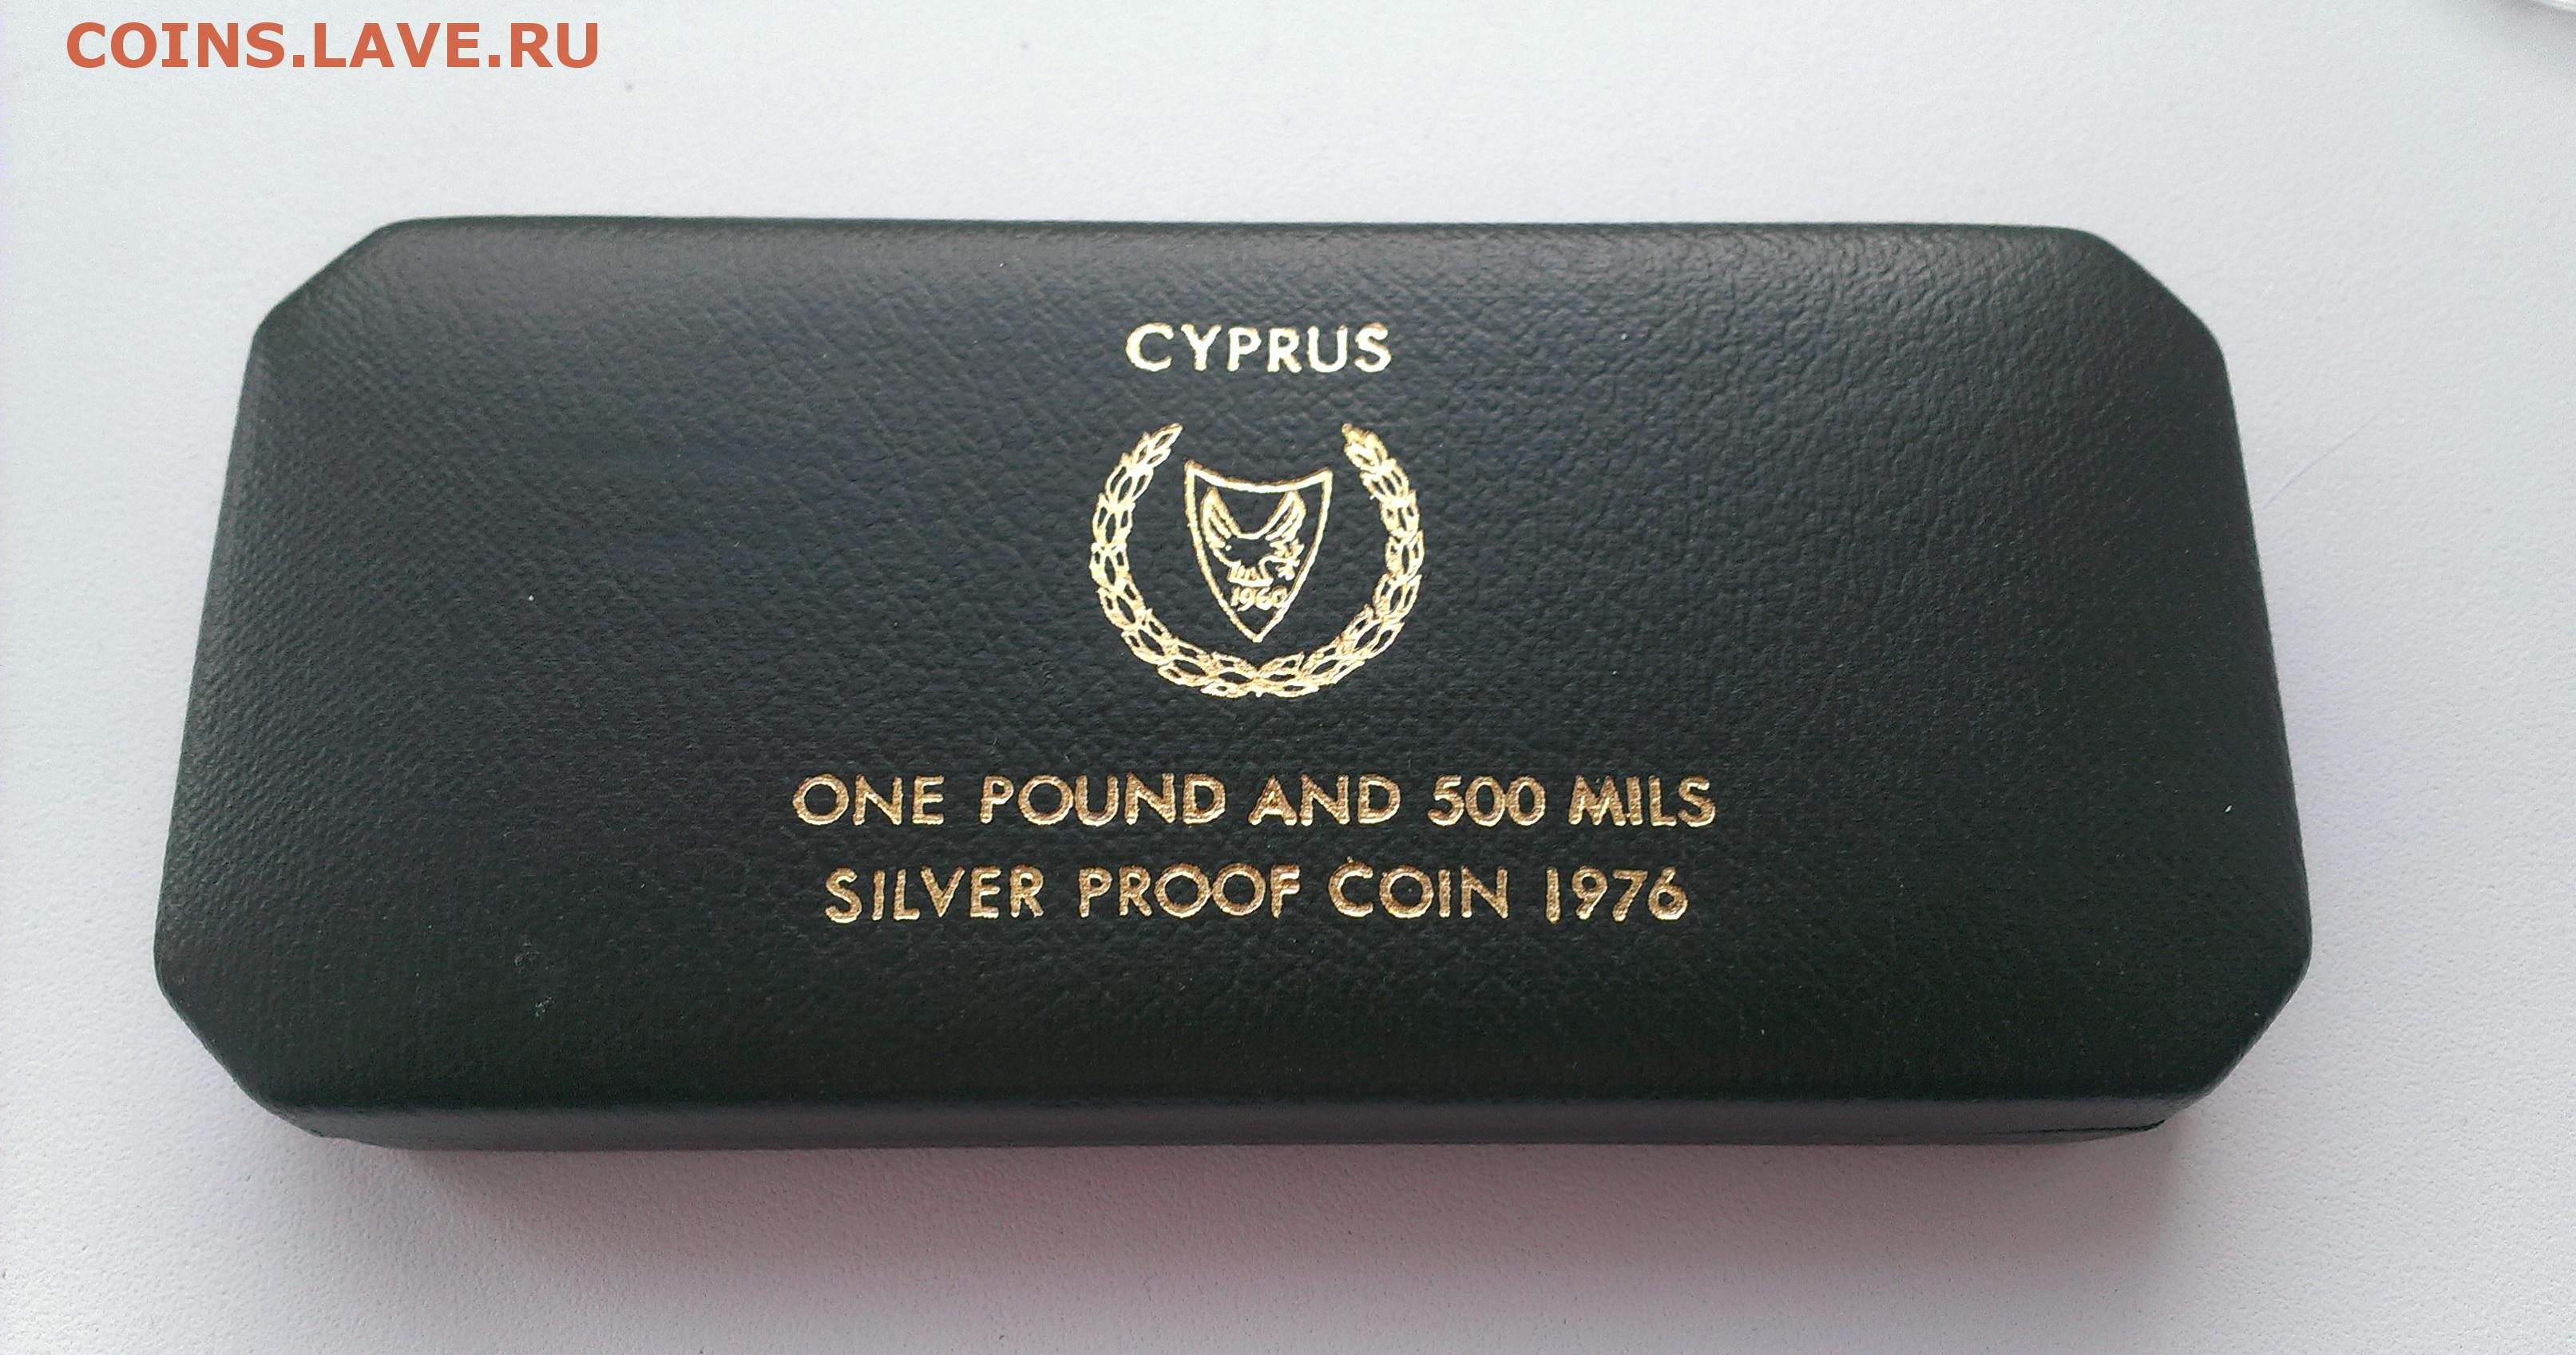 COINS.LAVE.RU
CYPRUS
1960
ONE POUND AND 500 MILS
SILVER PROOF COIN 1976